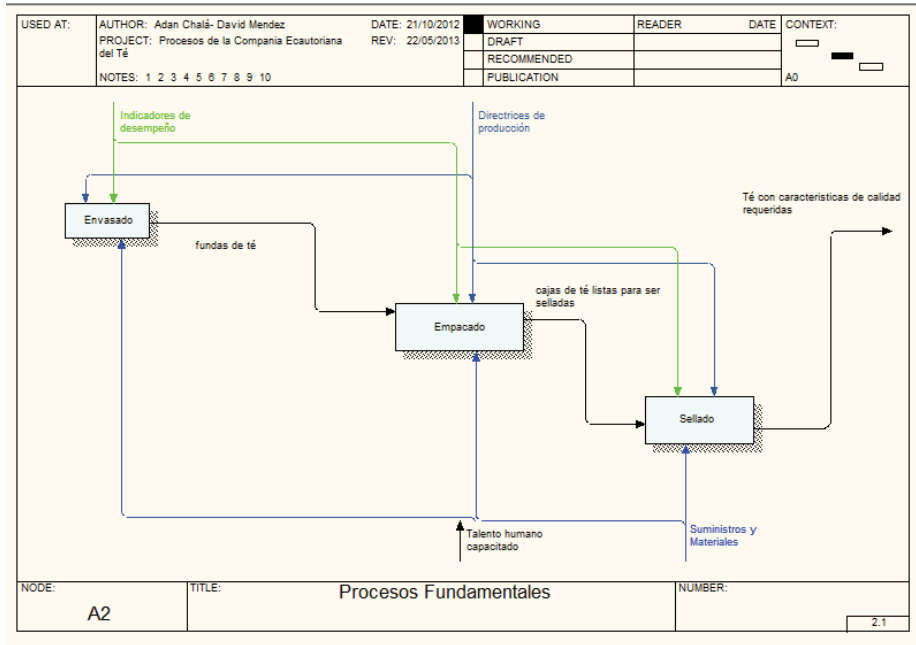 USED AT:
AUTHOR: Adan Chalá- David Mendez
DATE: 21/10/2012
WORKING
READER
DATE
CONTEXT:
PROJECT: Procesos de la Compania Ecautoriana
del Té
REV: 22/05/2013
DRAFT
RECOMMENDED
NOTES: 1 2 3 4 5 6 7 8 9 10
PUBLICATION
A0
Indicadores de
desempeño
Directrices de
producción
Té con caracteristicas de calidad
requeridas
Envasado
fundas de té
cajas de té listas para ser
selladas
Empacado
Sellado
Talento humano
capacitado
Suministros y
Materiales
NODE:
A2
TITLE:
Procesos Fundamentales
NUMBER:
2.1